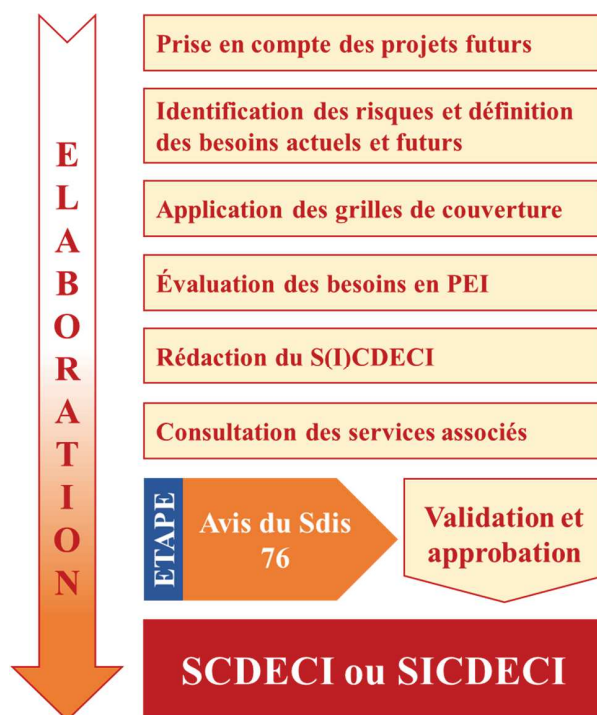 ELABORATION
Prise en compte des projets futurs
Identification des risques et définition
des besoins actuels et futurs
Application des grilles de couverture
Évaluation des besoins en PEI
Rédaction du S(I)CDECI
Consultation des services associés
ETAPE
Avis du Sdis
76
Validation et
approbation
SCDECI ou SICDECI